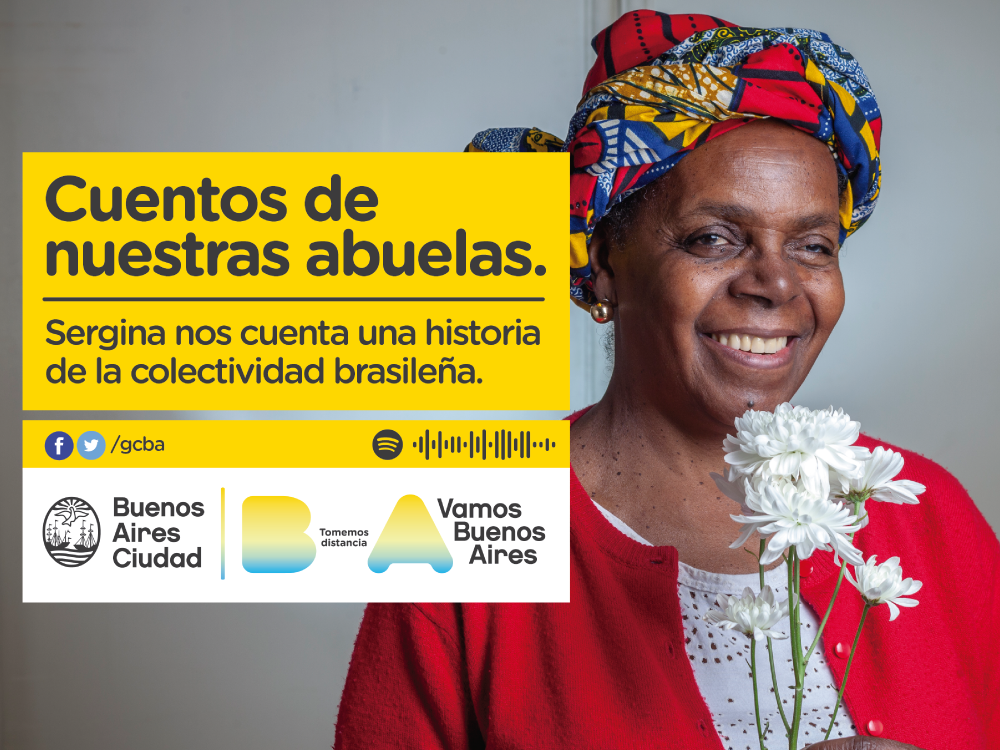 Cuentos de
nuestras abuelas.
Sergina nos cuenta una historia
de la colectividad brasileña.
f /gcba
Buenos
Aires
Ciudad
BA
Tomemos
distancia
Vamos
Buenos
Aires